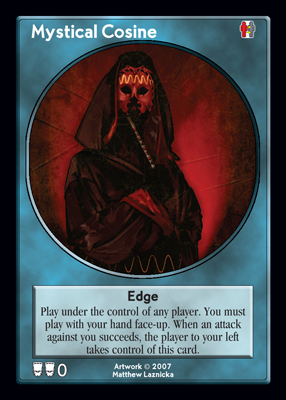 Mystical Cosine
Edge
Play under the control of any player. You must
play with your hand face-up. When an attack
against you succeeds, the player to your left
takes control of this card.
0
Artwork © 2007
Matthew Laznicka